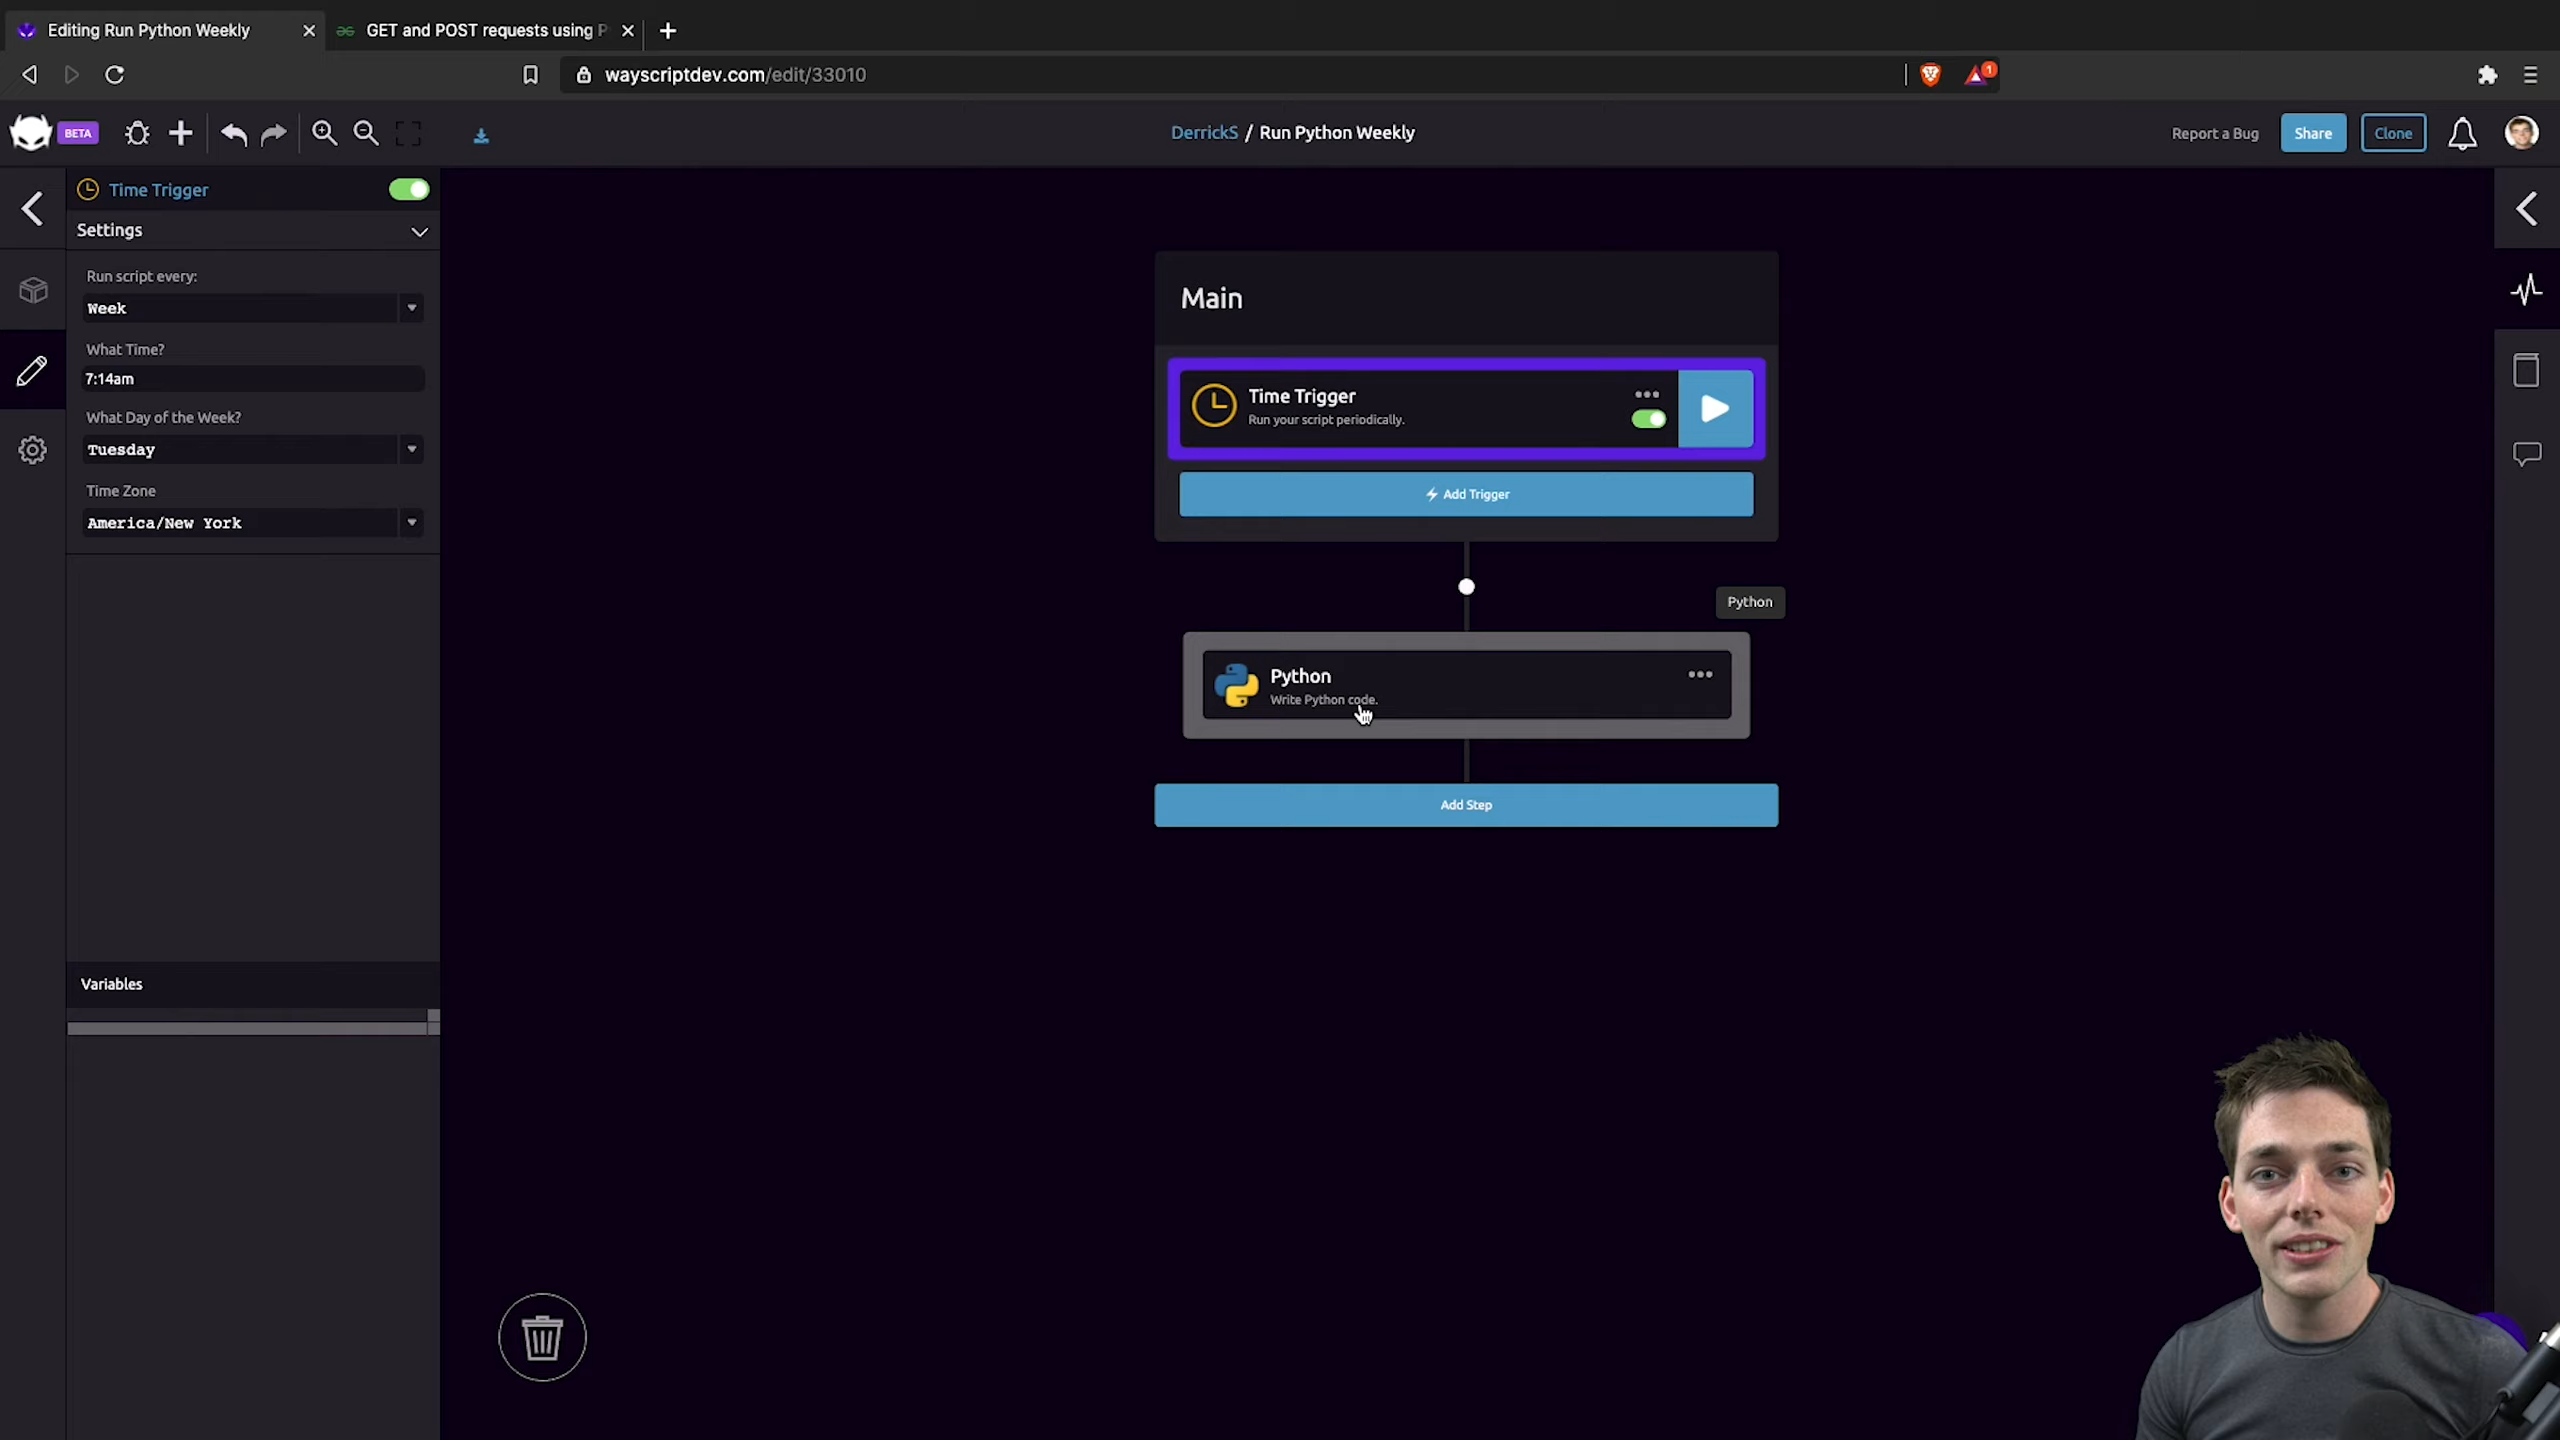 Editing Run Python Weekly
GET and POST requests using P
wayscriptdev.com/edit/33010
1
BETA
DerrickS / Run Python Weekly
Report a Bug
Share
Clone
Time Trigger
Settings
Run script every:
Week
What Time?
7:14am
What Day of the Week?
Tuesday
Time Zone
America/New York
Variables
Main
Time Trigger
Run your script periodically.
Add Trigger
Python
Python
Write Python code.
Add Step